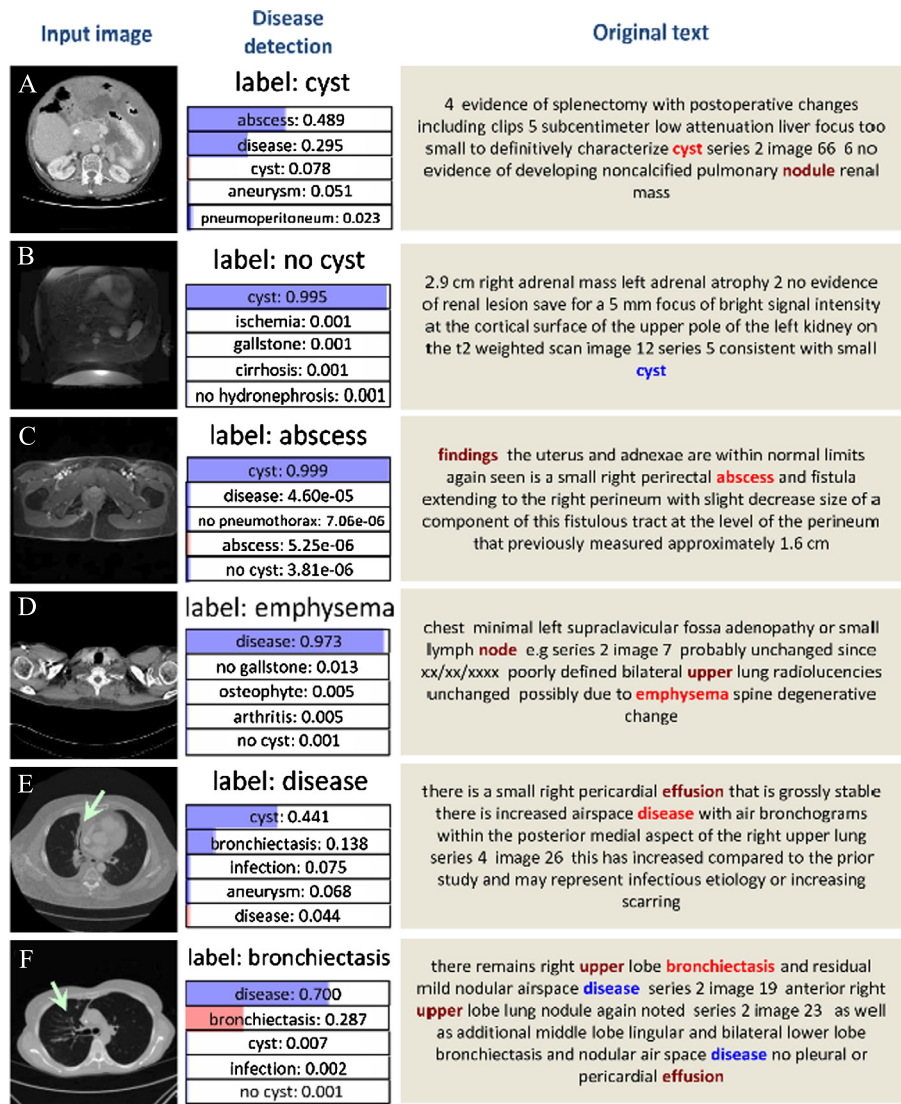 Input image
Disease
detection
Original text
A
label: cyst
abscess: 0.489
disease: 0.295
cyst: 0.078
aneurysm: 0.051
pneumoperitoneum: 0.023
4 evidence of splenectomy with postoperative changes
including clips 5 subcentimeter low attenuation liver focus too
small to definitively characterize cyst series 2 image 66 6 no
evidence of developing noncalcified pulmonary nodule renal
mass
B
label: no cyst
cyst: 0.995
ischemia: 0.001
gallstone: 0.001
cirrhosis: 0.001
no hydronephrosis: 0.001
2.9 cm right adrenal mass left adrenal atrophy 2 no evidence
of renal lesion save for a 5 mm focus of bright signal intensity
at the cortical surface of the upper pole of the left kidney on
the t2 weighted scan image 12 series 5 consistent with small
cyst
C
label: abscess
cyst: 0.999
disease: 4.60e-05
no pneumothorax: 7.06e-06
abscess: 5.25e-06
no cyst: 3.81e-06
findings the uterus and adnexae are within normal limits
again seen is a small right perirectal abscess and fistula
extending to the right perineum with slight decrease size of a
component of this fistulous tract at the level of the perineum
that previously measured approximately 1.6 cm
D
label: emphysema
disease: 0.973
no gallstone: 0.013
osteophyte: 0.005
arthritis: 0.005
no cyst: 0.001
chest minimal left supraclavicular fossa adenopathy or small
lymph node e.g series 2 image 7 probably unchanged since
xx/xx/xxxx poorly defined bilateral upper lung radiolucencies
unchanged possibly due to emphysema spine degenerative
change
E
label: disease
cyst: 0.441
bronchiectasis: 0.138
infection: 0.075
aneurysm: 0.068
disease: 0.044
there is a small right pericardial effusion that is grossly stable
there is increased airspace disease with air bronchograms
within the posterior medial aspect of the right upper lung
series 4 image 26 this has increased compared to the prior
study and may represent infectious etiology or increasing
scarring
F
label: bronchiectasis
disease: 0.700
bronchiectasis: 0.287
cyst: 0.007
infection: 0.002
no cyst: 0.001
there remains right upper lobe bronchiectasis and residual
mild nodular airspace disease series 2 image 19 anterior right
upper lobe lung nodule again noted series 2 image 23 as well
as additional middle lobe lingular and bilateral lower lobe
bronchiectasis and nodular air space disease no pleural or
pericardial effusion